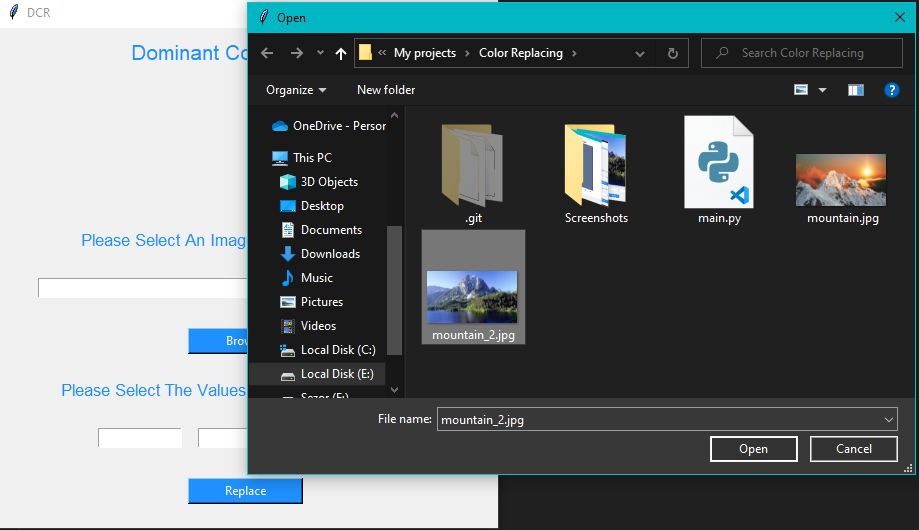 DCR
Dominant Co
Please Select An Imag
Brow
Please Select The Values
Replace
Open
« My projects > Color Replacing >
Search Color Replacing
Organize
New folder
OneDrive - Person
This PC
3D Objects
Desktop
Documents
Downloads
Music
Pictures
Videos
Local Disk (C:)
Local Disk (E:)
.git
Screenshots
main.py
mountain.jpg
mountain_2.jpg
File name:
mountain_2.jpg
Open
Cancel